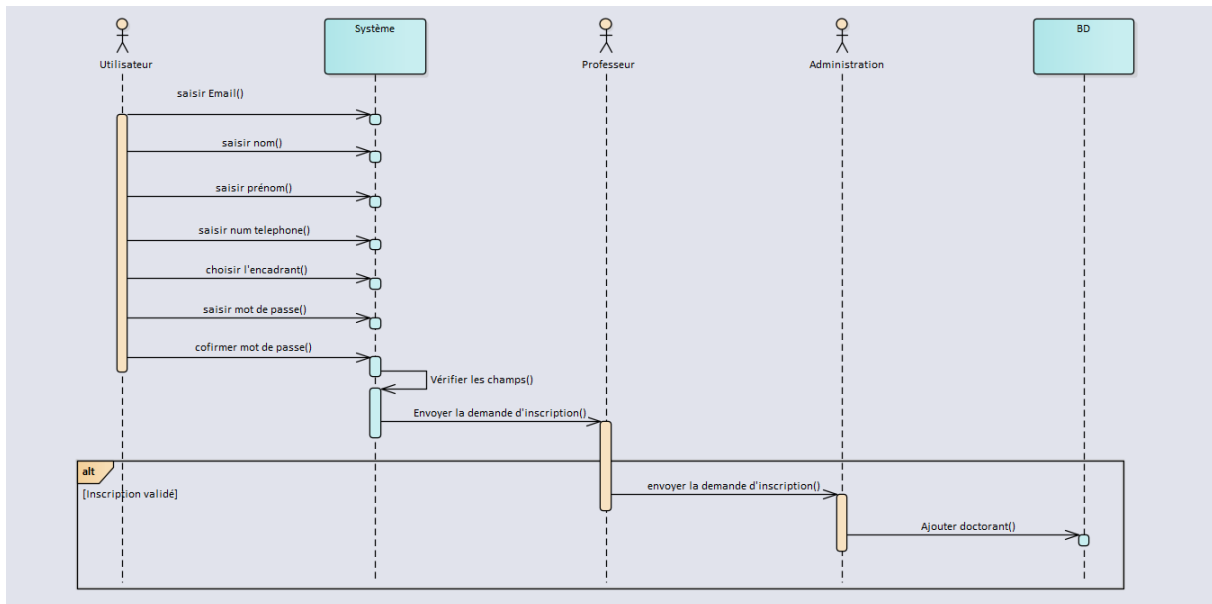 Utilisateur
Système
Professeur
Administration
BD
saisir Email()
saisir nom()
saisir prénom()
saisir num telephone()
choisir l'encadrant()
saisir mot de passe()
cofirmer mot de passe()
Vérifier les champs()
Envoyer la demande d'inscription()
alt
[Inscription validé]
envoyer la demande d'inscription()
Ajouter doctorant()